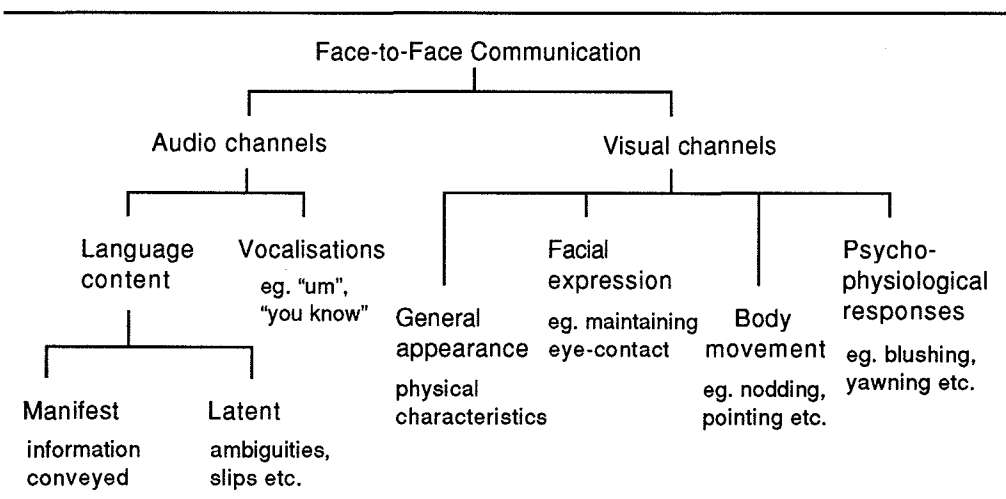 Face-to-Face Communication
Audio channels
Visual channels
Language
content
Vocalisations
eg. "um",
"you know"
Manifest
information
conveyed
Latent
ambiguities,
slips etc.
General
appearance
physical
characteristics
Facial
expression
eg. maintaining
eye-contact
Body
movement
eg. nodding,
pointing etc.
Psycho-
physiological
responses
eg. blushing,
yawning etc.